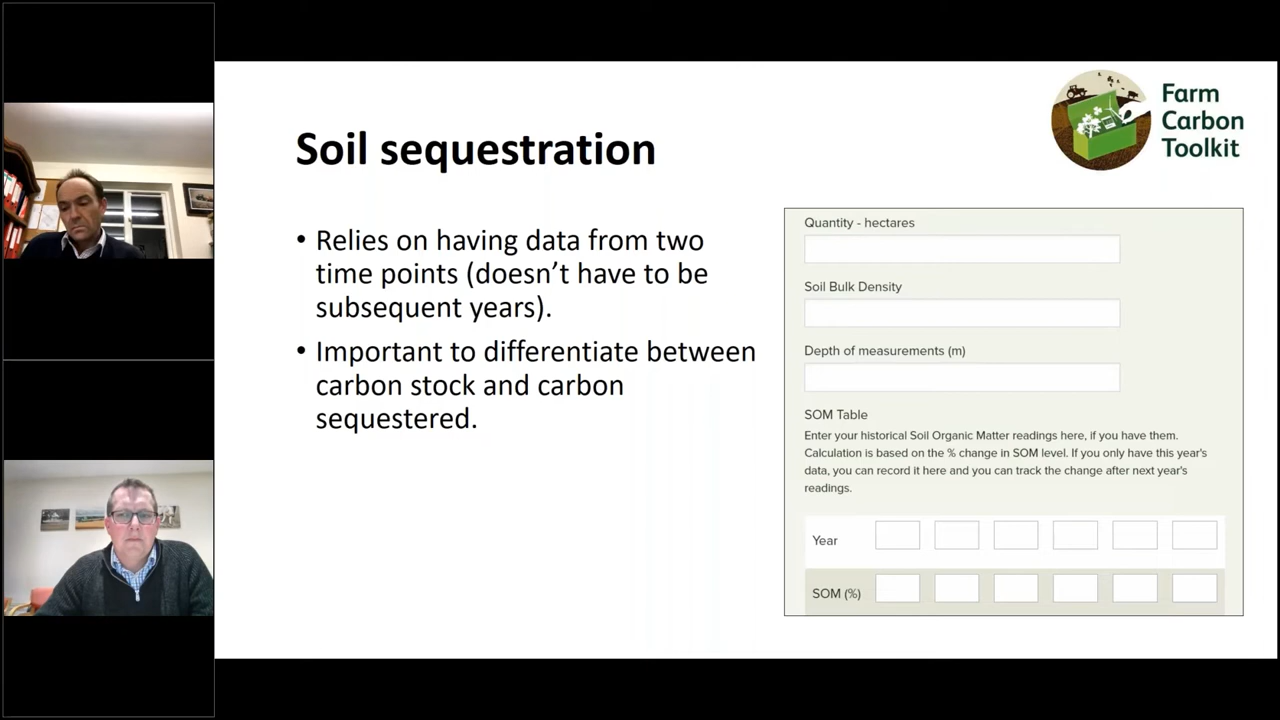 Farm
Carbon
Toolkit
Soil sequestration
• Relies on having data from two
time points (doesn’t have to be
subsequent years).
• Important to differentiate between
carbon stock and carbon
sequestered.
Quantity - hectares
Soil Bulk Density
Depth of measurements (m)
SOM Table
Enter your historical Soil Organic Matter readings here, if you have them.
Calculation is based on the % change in SOM level. If you only have this year's
data, you can record it here and you can track the change after next year's
readings.
Year
SOM (%)